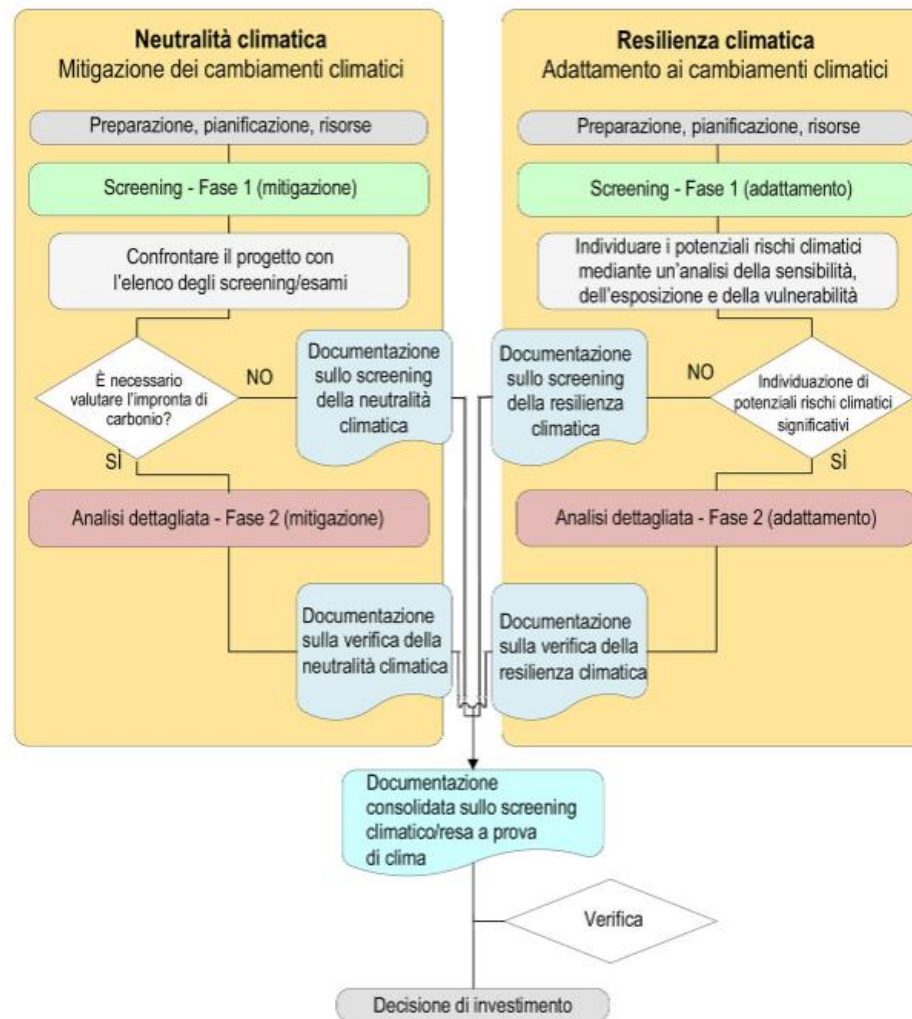 Neutralità climatica
Mitigazione dei cambiamenti climatici
Preparazione, pianificazione, risorse
Screening - Fase 1 (mitigazione)
Confrontare il progetto con
l'elenco degli screening/esami
È necessario
valutare l'impronta di
carbonio?
NO
SÌ
Documentazione
sullo screening
della neutralità
climatica
Analisi dettagliata - Fase 2 (mitigazione)
Documentazione
sulla verifica della
neutralità climatica
Resilienza climatica
Adattamento ai cambiamenti climatici
Preparazione, pianificazione, risorse
Screening - Fase 1 (adattamento)
Individuare i potenziali rischi climatici
mediante un'analisi della sensibilità,
dell'esposizione e della vulnerabilità
Documentazione
sullo screening
della resilienza
climatica
NO
Individuazione di
potenziali rischi climatici
significativi
SÌ
Analisi dettagliata - Fase 2 (adattamento)
Documentazione
sulla verifica della
resilienza climatica
Documentazione
consolidata sullo screening
climatico/resa a prova
di clima
Verifica
Decisione di investimento